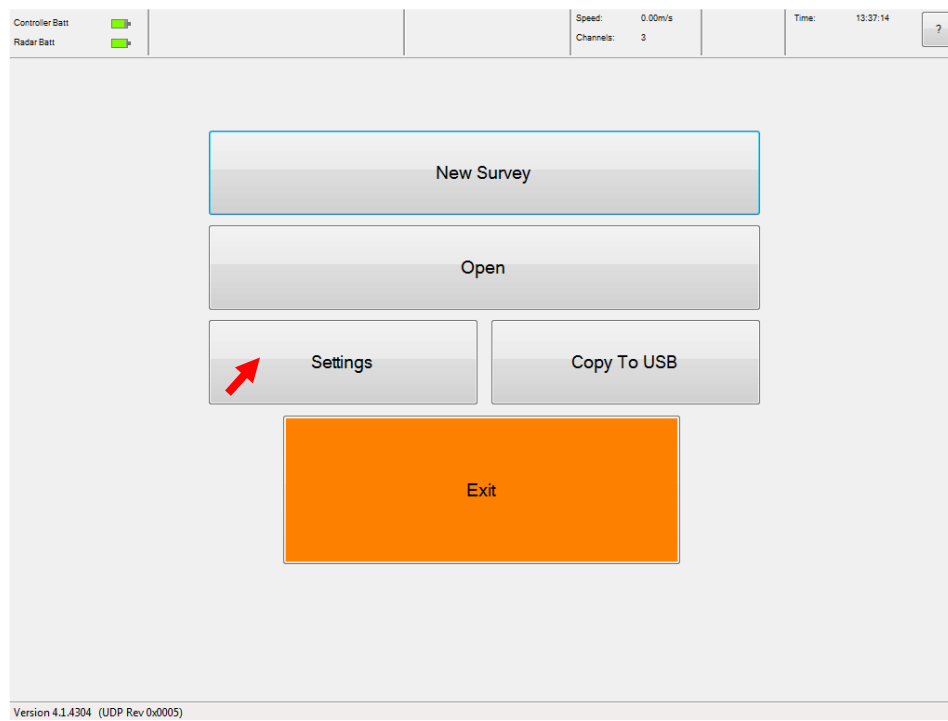 Controller Batt
Radar Batt
Speed: 0.00m/s
Channels: 3
Time: 13:37:14
?
New Survey
Open
Settings
Copy To USB
Exit
Version 4.1.4304 (UDP Rev 0x0005)